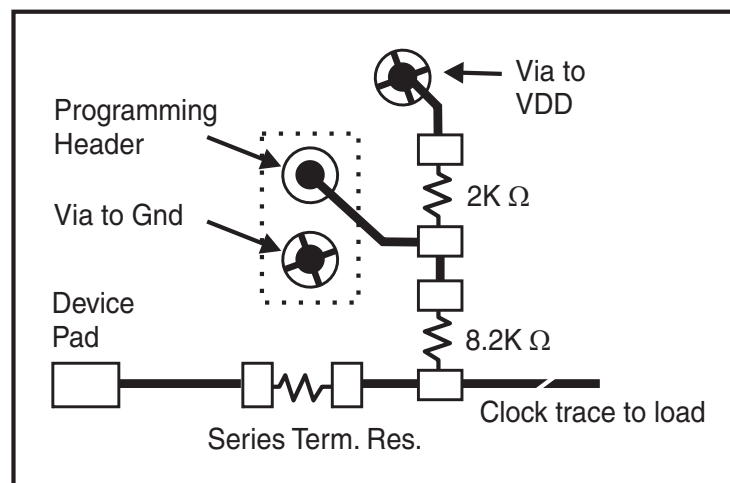 Via to
VDD
Programming
Header
2K Ω
Via to Gnd
Device
Pad
8.2K Ω
Clock trace to load
Series Term. Res.